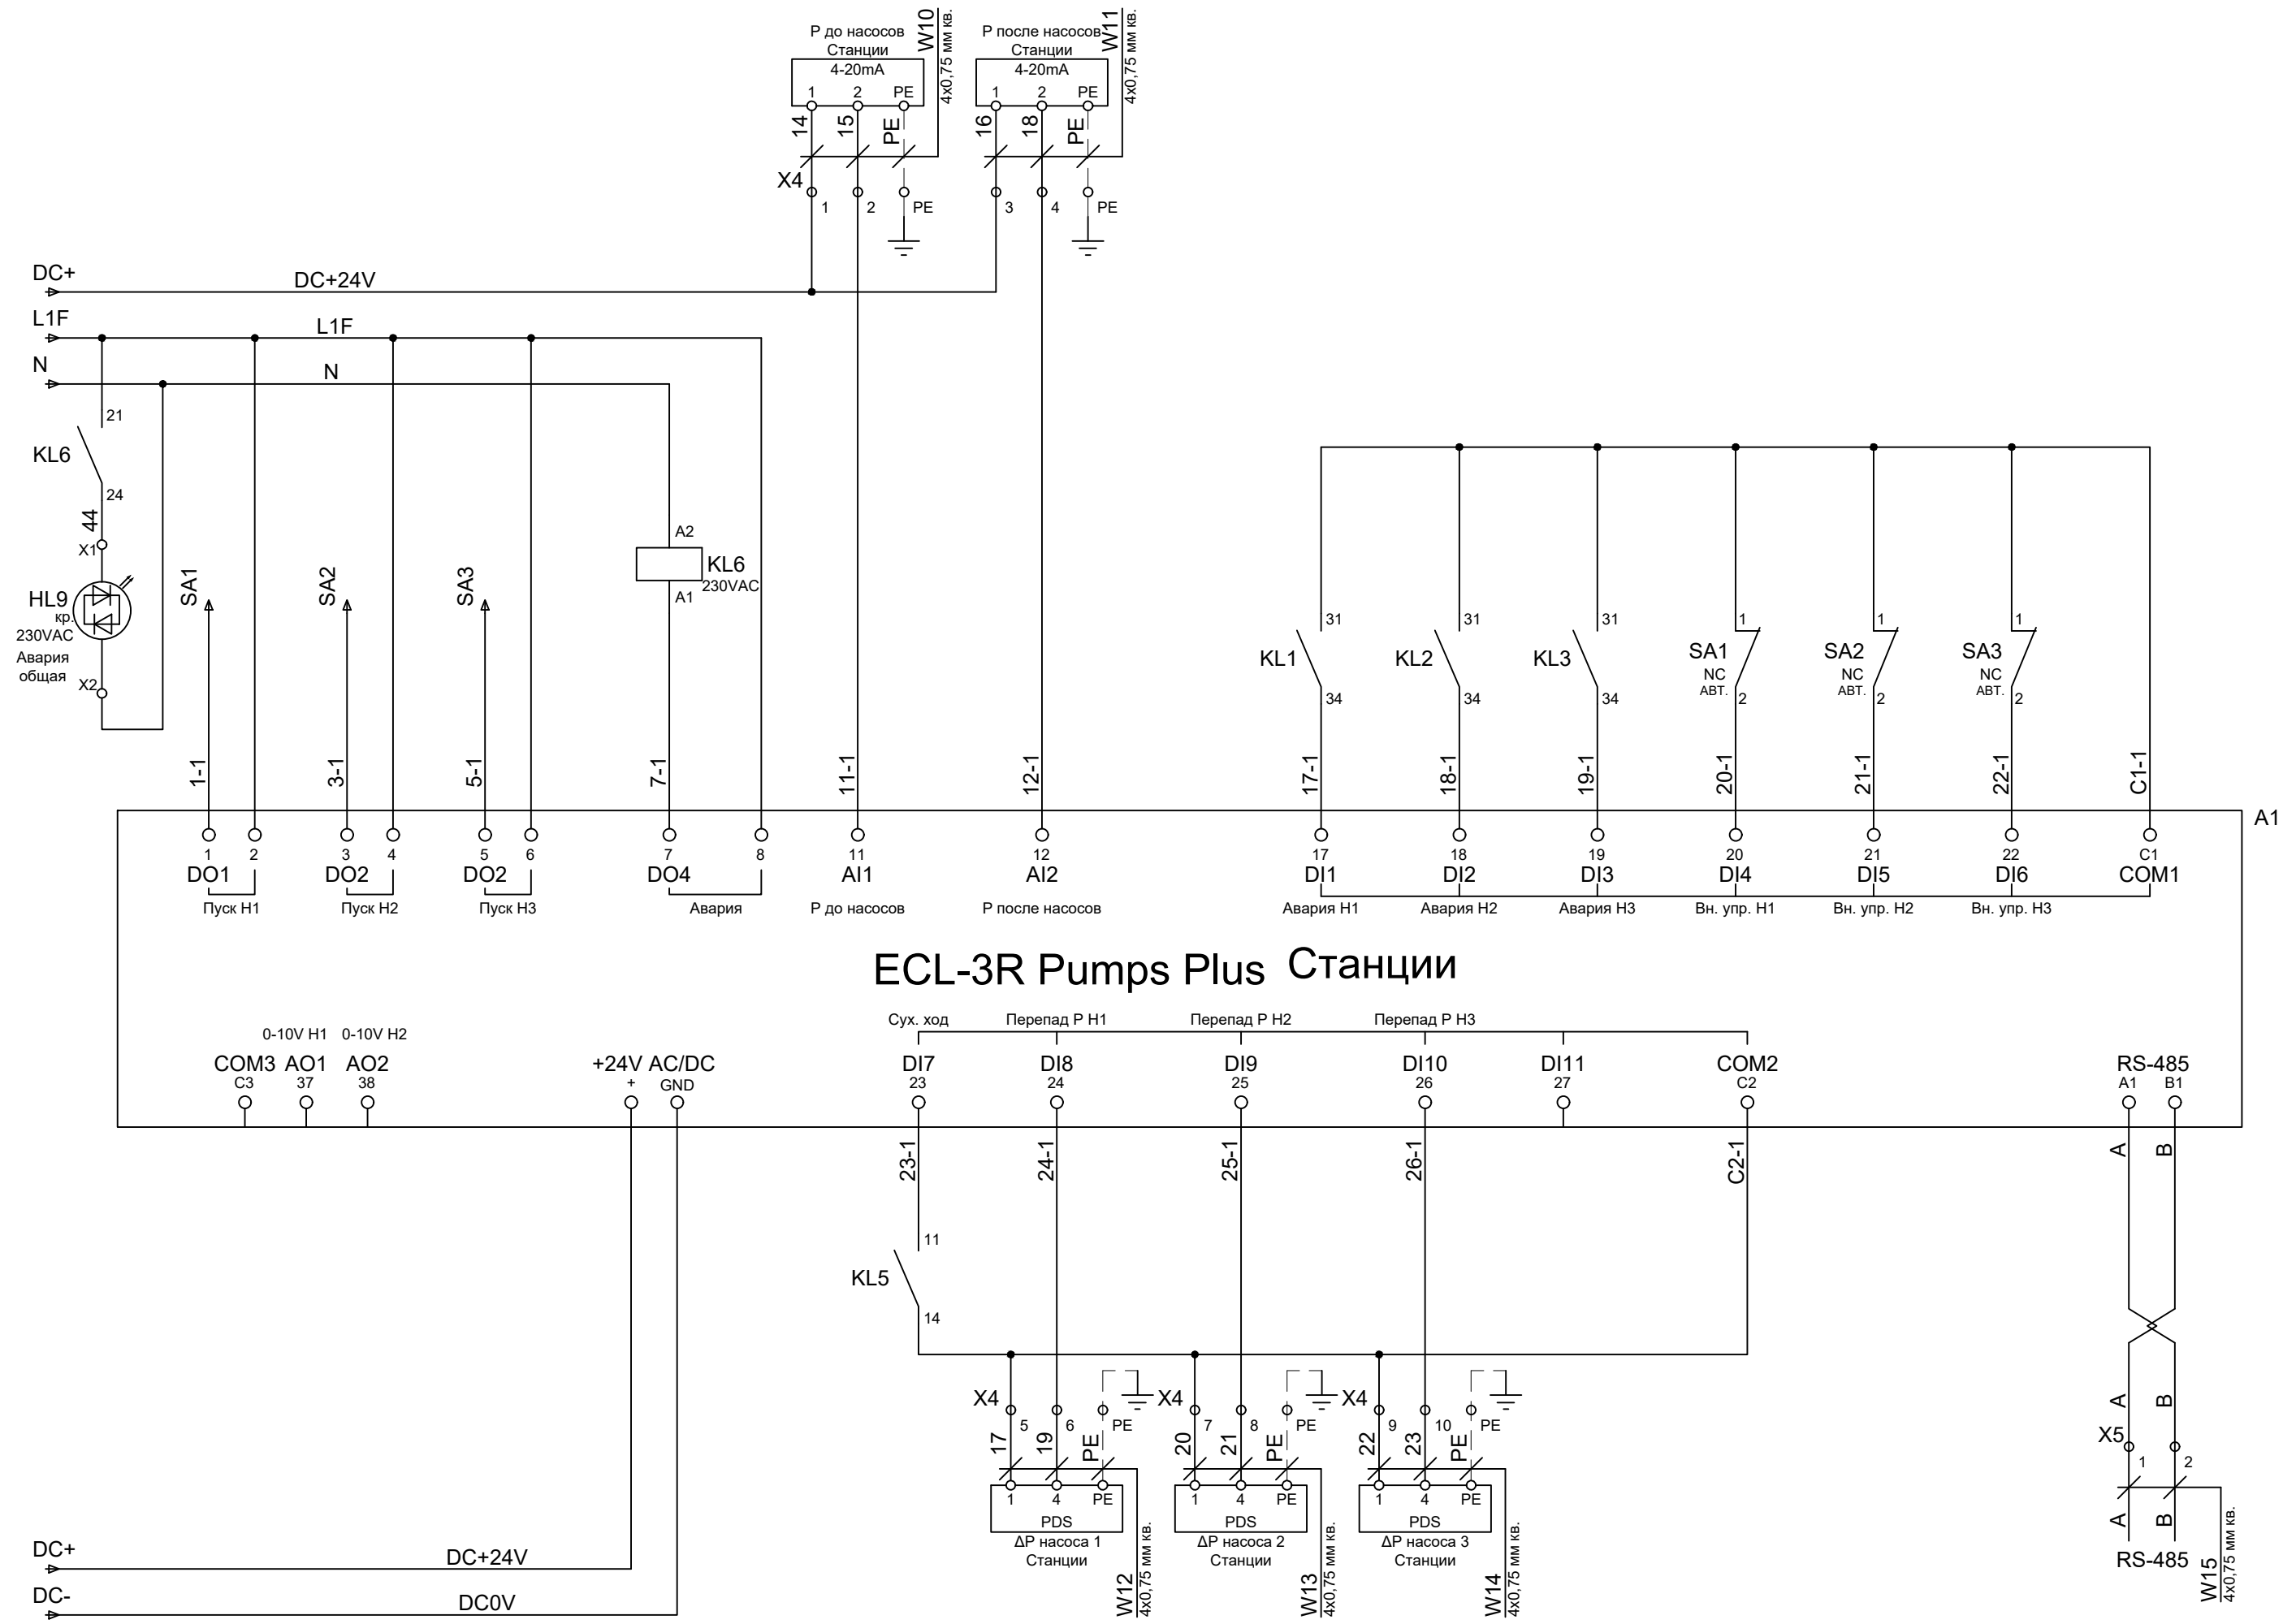 P до насосов
Станции
4-20mA
1 2 PE
14 15 PE
W10
4x0,75 мм кв.
P после насосов
Станции
4-20mA
1 2 PE
16 18 PE
W11
4x0,75 мм кв.
X4
1 2 PE
3 4 PE
DC+
DC+24V
L1F
L1F
N
N
21
KL6
24
44
X1
HL9
кр.
230VAC
Авария
общая
X2
SA1
SA2
SA3
A2
KL6
230VAC
A1
31
KL1
34
31
KL2
34
31
KL3
34
1
SA1
NC
АВТ.
2
1
SA2
NC
АВТ.
2
1
SA3
NC
АВТ.
2
1-1 3-1 5-1 7-1 11-1 12-1 17-1 18-1 19-1 20-1 21-1 22-1 C1-1
A1
1 2 3 4 5 6 7 8 11 12 17 18 19 20 21 22 C1
DO1 DO2 DO2 DO4 AI1 AI2 DI1 DI2 DI3 DI4 DI5 DI6 COM1
Пуск Н1 Пуск Н2 Пуск Н3 Авария P до насосов P после насосов Авария Н1 Авария Н2 Авария Н3 Вн. упр. Н1 Вн. упр. Н2 Вн. упр. Н3
ECL-3R Pumps Plus Станции
Сух. ход Перепад P Н1 Перепад P Н2 Перепад P Н3
0-10V H1 0-10V H2
COM3 AO1 AO2 +24V AC/DC DI7 DI8 DI9 DI10 DI11 COM2 RS-485
C3 37 38 + GND 23 24 25 26 27 C2 A1 B1
23-1 24-1 25-1 26-1 C2-1 A B
11
KL5
14
X4
5 6 PE
17 19 PE
1 4 PE
PDS
ΔP насоса 1
Станции
W12
4x0,75 мм кв.
X4
7 8 PE
20 21 PE
1 4 PE
PDS
ΔP насоса 2
Станции
W13
4x0,75 мм кв.
X4
9 10 PE
22 23 PE
1 4 PE
PDS
ΔP насоса 3
Станции
W14
4x0,75 мм кв.
A B
X5
1 2
A B
RS-485
W15
4x0,75 мм кв.
DC+
DC+24V
DC-
DC0V